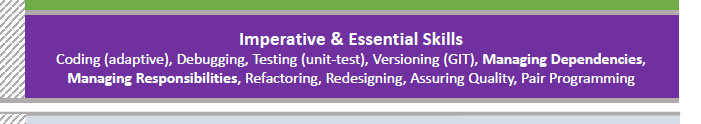 Imperative & Essential Skills
Coding (adaptive), Debugging, Testing (unit-test), Versioning (GIT), Managing Dependencies,
Managing Responsibilities, Refactoring, Redesigning, Assuring Quality, Pair Programming